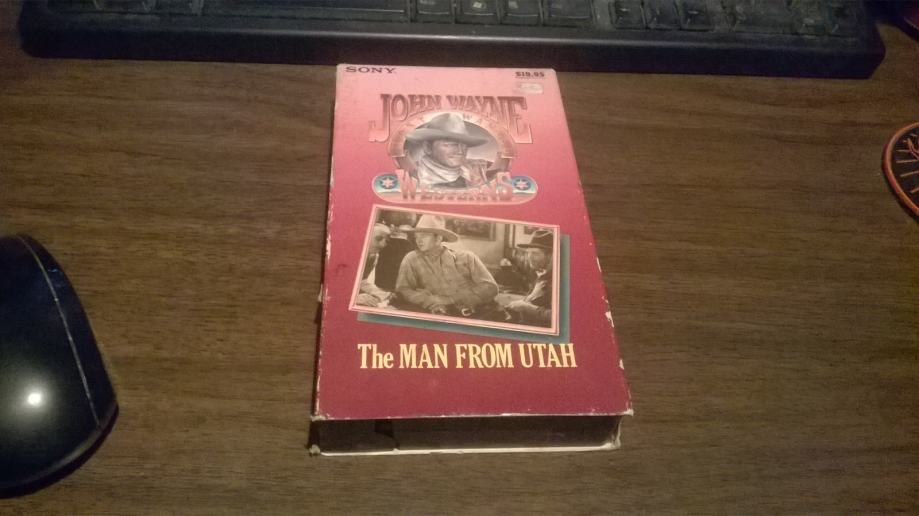 SONY
$19.95
JOHN WAYNE
WESTERNS
The MAN FROM UTAH